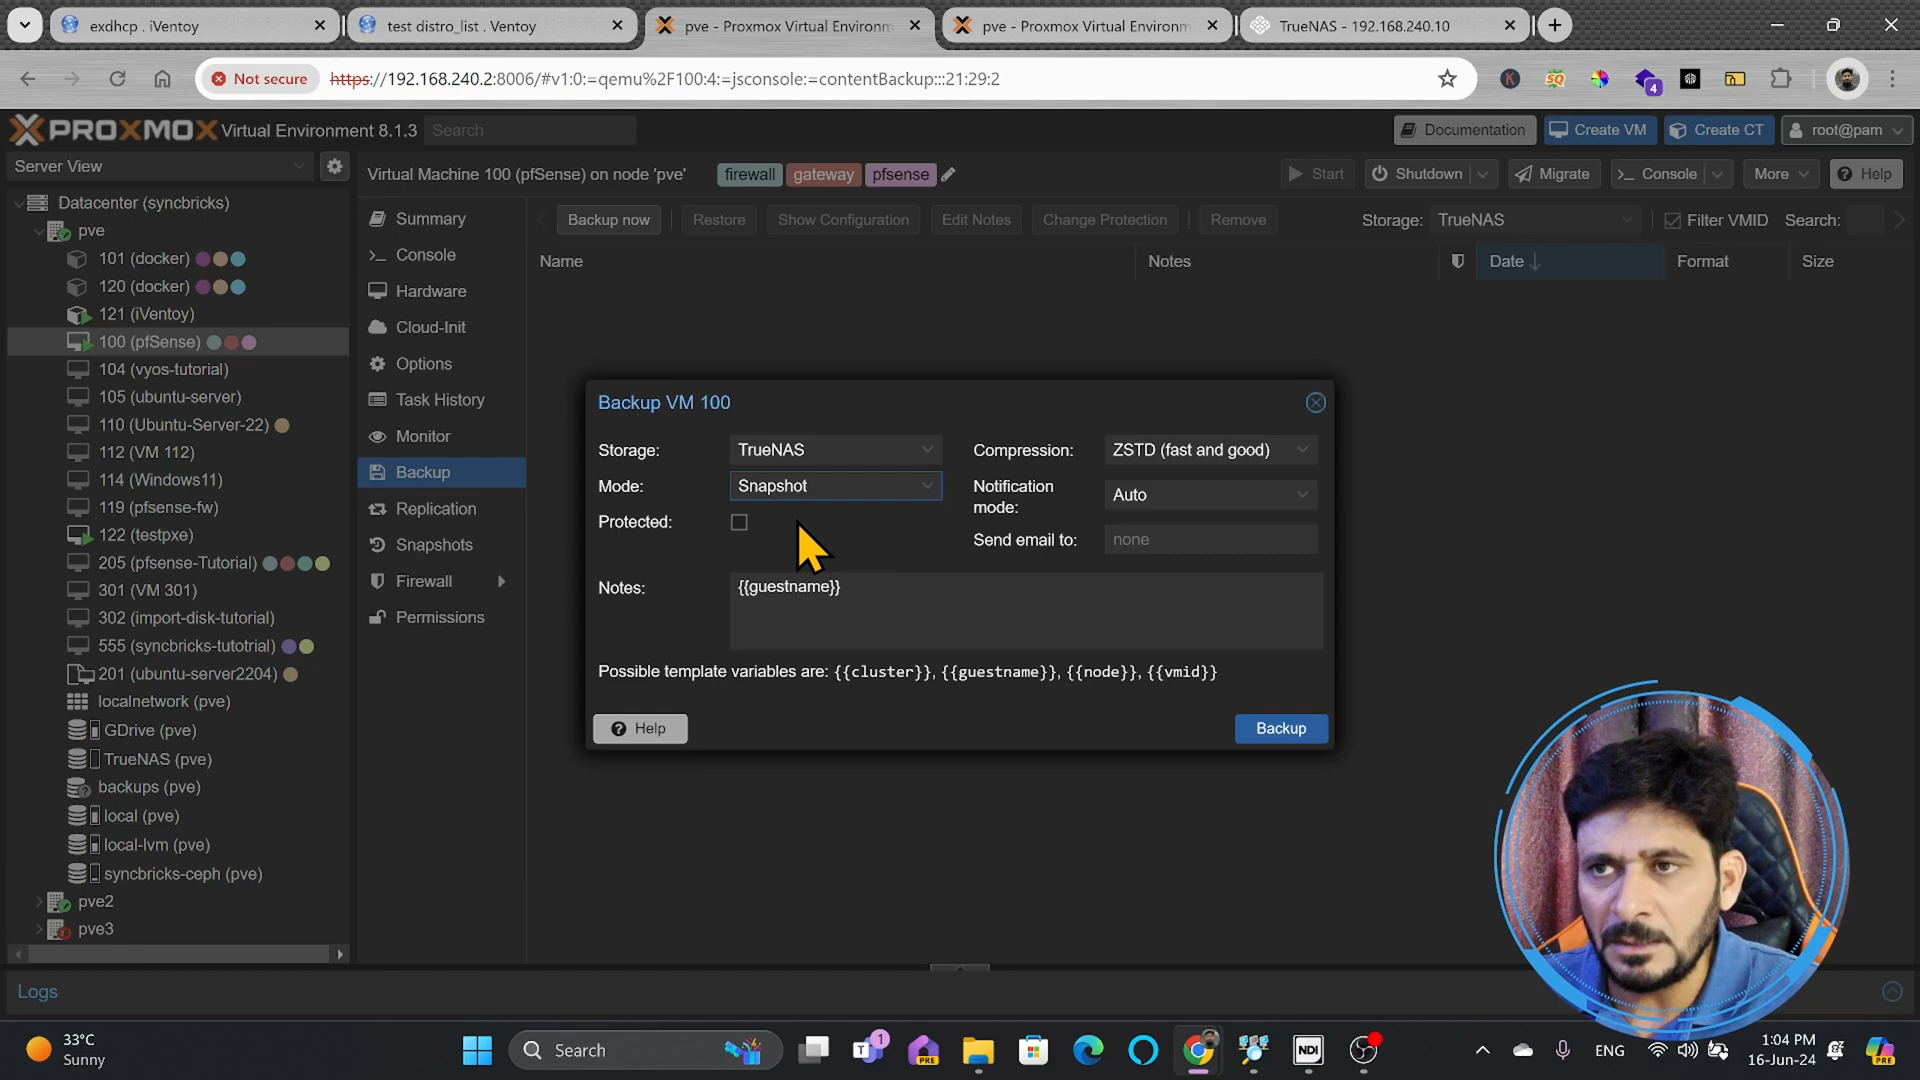 exdhcp . iVentoy
test distro_list . Ventoy
pve - Proxmox Virtual Environm
pve - Proxmox Virtual Environm
TrueNAS - 192.168.240.10
Not secure
https://192.168.240.2:8006/#v1:0:=qemu%2F100:4:=jsconsole:=contentBackup:::21:29:2
4
PROXMOX Virtual Environment 8.1.3
Search
Documentation
Create VM
Create CT
root@pam
Server View
Virtual Machine 100 (pfSense) on node 'pve'
firewall
gateway
pfsense
Start
Shutdown
Migrate
Console
More
Help
Datacenter (syncbricks)
pve
101 (docker)
120 (docker)
121 (iVentoy)
100 (pfSense)
104 (vyos-tutorial)
105 (ubuntu-server)
110 (Ubuntu-Server-22)
112 (VM 112)
114 (Windows11)
119 (pfsense-fw)
122 (testpxe)
205 (pfsense-Tutorial)
301 (VM 301)
302 (import-disk-tutorial)
555 (syncbricks-tutotrial)
201 (ubuntu-server2204)
localnetwork (pve)
GDrive (pve)
TrueNAS (pve)
backups (pve)
local (pve)
local-lvm (pve)
syncbricks-ceph (pve)
pve2
pve3
Summary
Console
Hardware
Cloud-Init
Options
Task History
Monitor
Backup
Replication
Snapshots
Firewall
Permissions
Backup now
Restore
Show Configuration
Edit Notes
Change Protection
Remove
Storage: TrueNAS
Filter VMID
Search:
Name
Notes
Date
Format
Size
Backup VM 100
Storage: TrueNAS
Compression: ZSTD (fast and good)
Mode: Snapshot
Notification mode: Auto
Protected:
Send email to: none
Notes: {{guestname}}
Possible template variables are: {{cluster}}, {{guestname}}, {{node}}, {{vmid}}
Help
Backup
Logs
33°C
Sunny
Search
1
PRE
NDI
ENG
1:04 PM
16-Jun-24
PRE